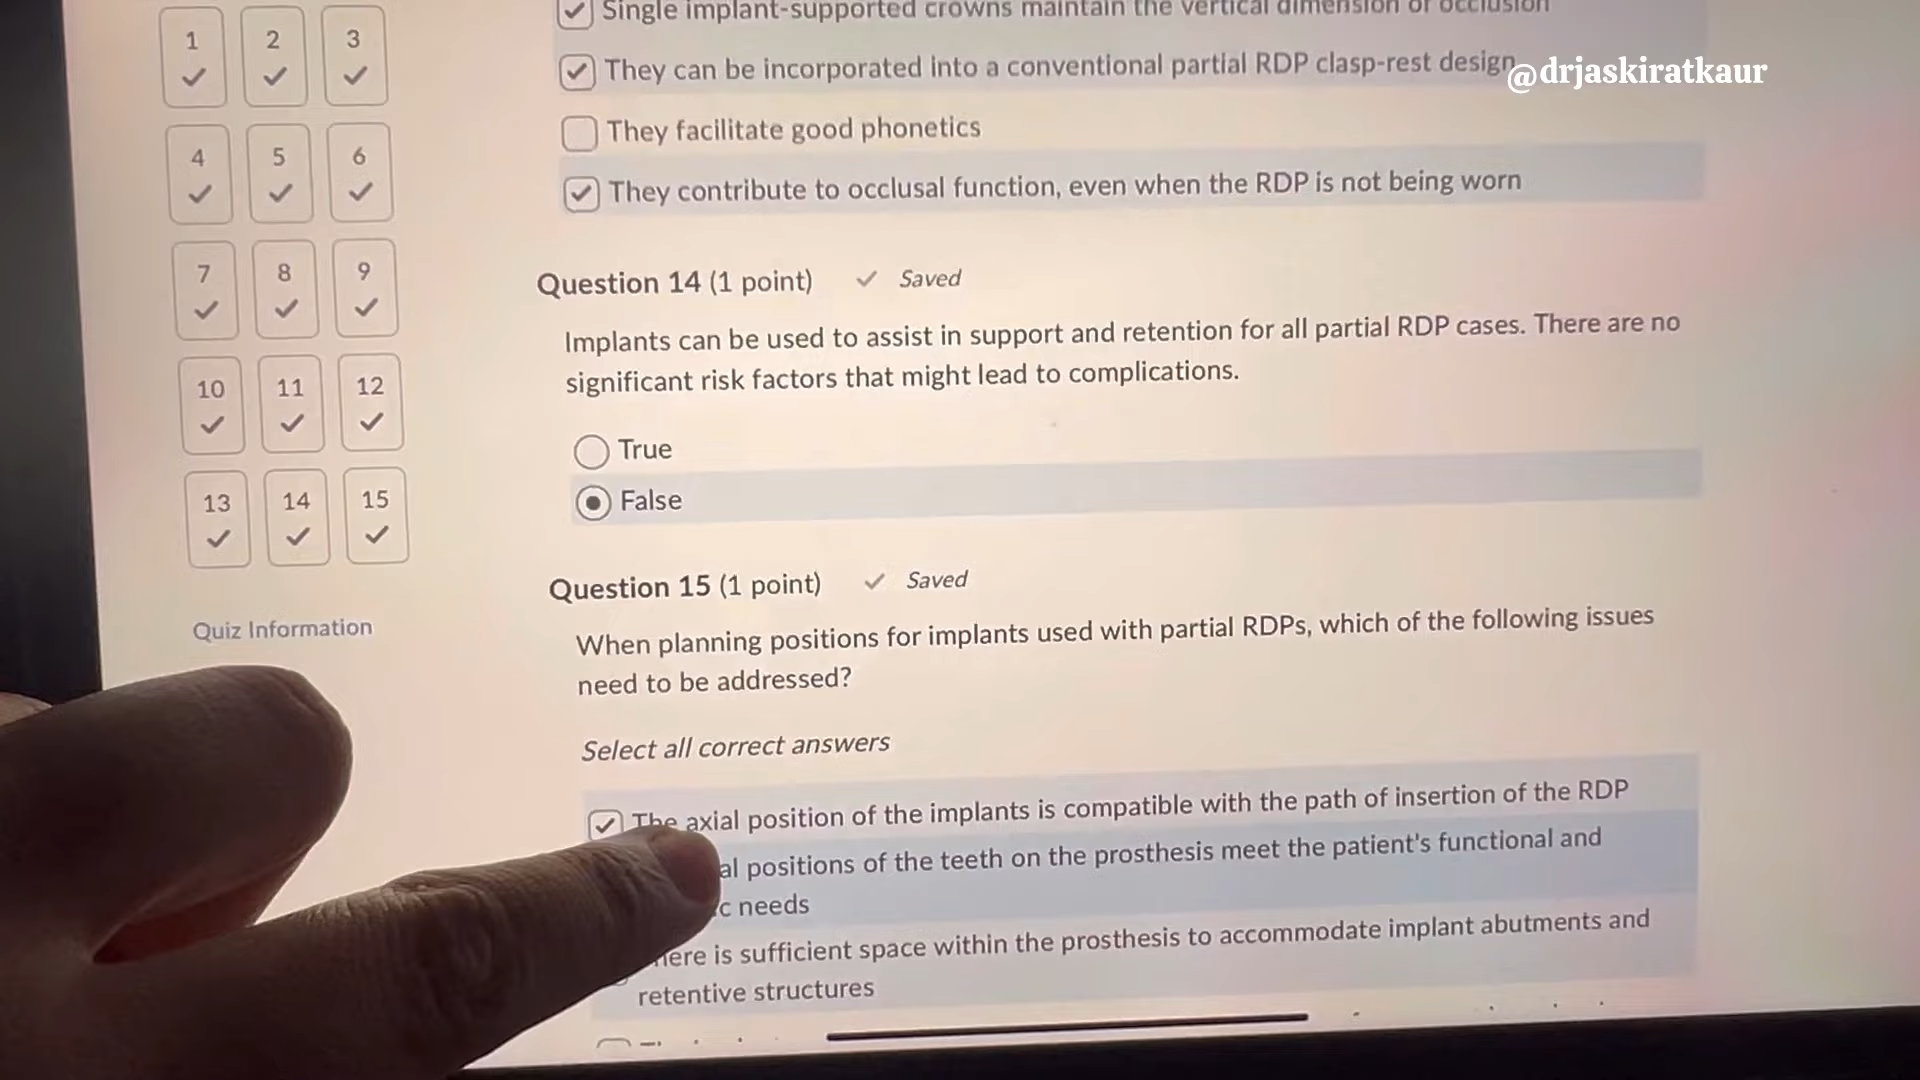 1 2 3
Single implant-supported crowns maintain the vertical dimension of occlusion
They can be incorporated into a conventional partial RDP clasp-rest design
@drjaskiratkaur
They facilitate good phonetics
4 5 6
They contribute to occlusal function, even when the RDP is not being worn
7 8 9
Question 14 (1 point) Saved
Implants can be used to assist in support and retention for all partial RDP cases. There are no
significant risk factors that might lead to complications.
10 11 12
True
13 14 15
False
Question 15 (1 point) Saved
Quiz Information
When planning positions for implants used with partial RDPs, which of the following issues
need to be addressed?
Select all correct answers
The axial position of the implants is compatible with the path of insertion of the RDP
positions of the teeth on the prosthesis meet the patient's functional and
needs
is sufficient space within the prosthesis to accommodate implant abutments and
retentive structures